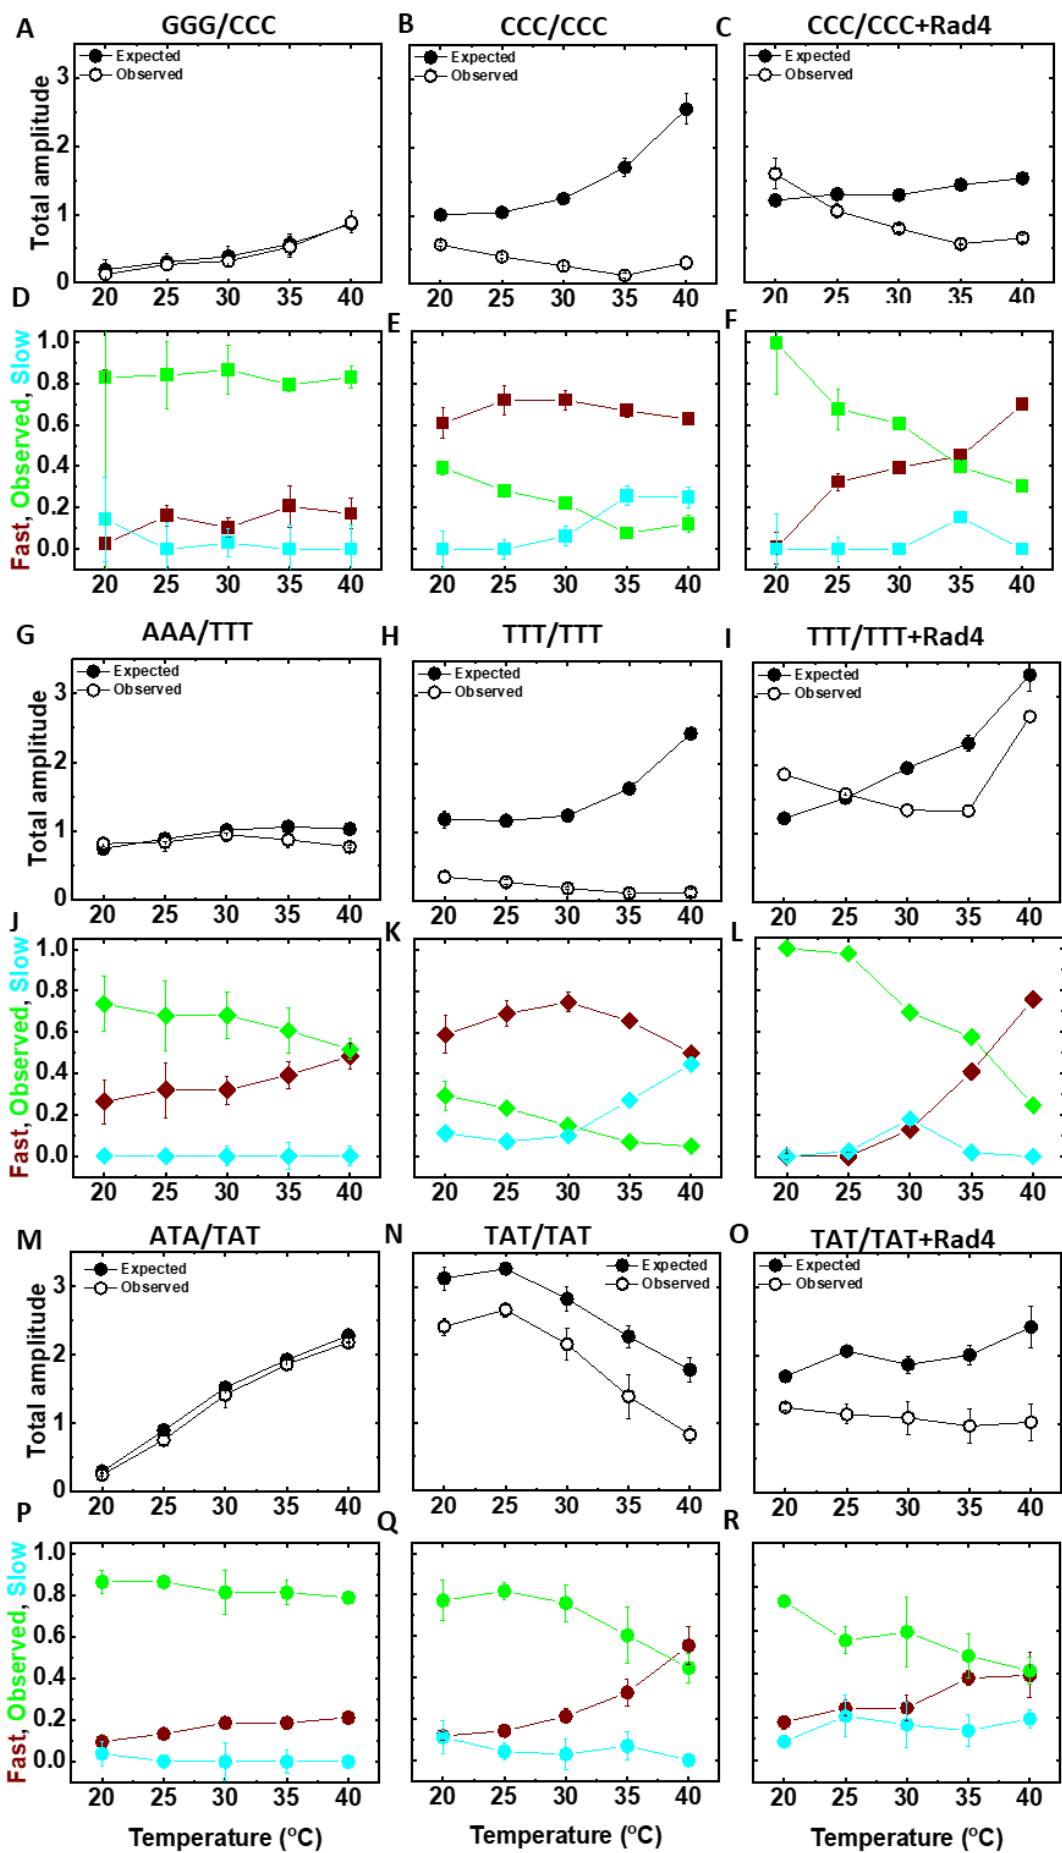 A GGG/CCC B CCC/CCC C CCC/CCC+Rad4
Expected Expected Expected
Observed Observed Observed
Total amplitude
3
2
1
0
20 25 30 35 40 20 25 30 35 40 20 25 30 35 40
D E F
Fast, Observed, Slow
1.0
0.8
0.6
0.4
0.2
0.0
20 25 30 35 40 20 25 30 35 40 20 25 30 35 40
G AAA/TTT H TTT/TTT I TTT/TTT+Rad4
Expected Expected Expected
Observed Observed Observed
Total amplitude
3
2
1
0
20 25 30 35 40 20 25 30 35 40 20 25 30 35 40
J K L
Fast, Observed, Slow
1.0
0.8
0.6
0.4
0.2
0.0
20 25 30 35 40 20 25 30 35 40 20 25 30 35 40
M ATA/TAT N TAT/TAT O TAT/TAT+Rad4
Expected Expected Expected
Observed Observed Observed
Total amplitude
3
2
1
0
20 25 30 35 40 20 25 30 35 40 20 25 30 35 40
P Q R
Fast, Observed, Slow
1.0
0.8
0.6
0.4
0.2
0.0
20 25 30 35 40 20 25 30 35 40 20 25 30 35 40
Temperature (ºC) Temperature (ºC) Temperature (ºC)